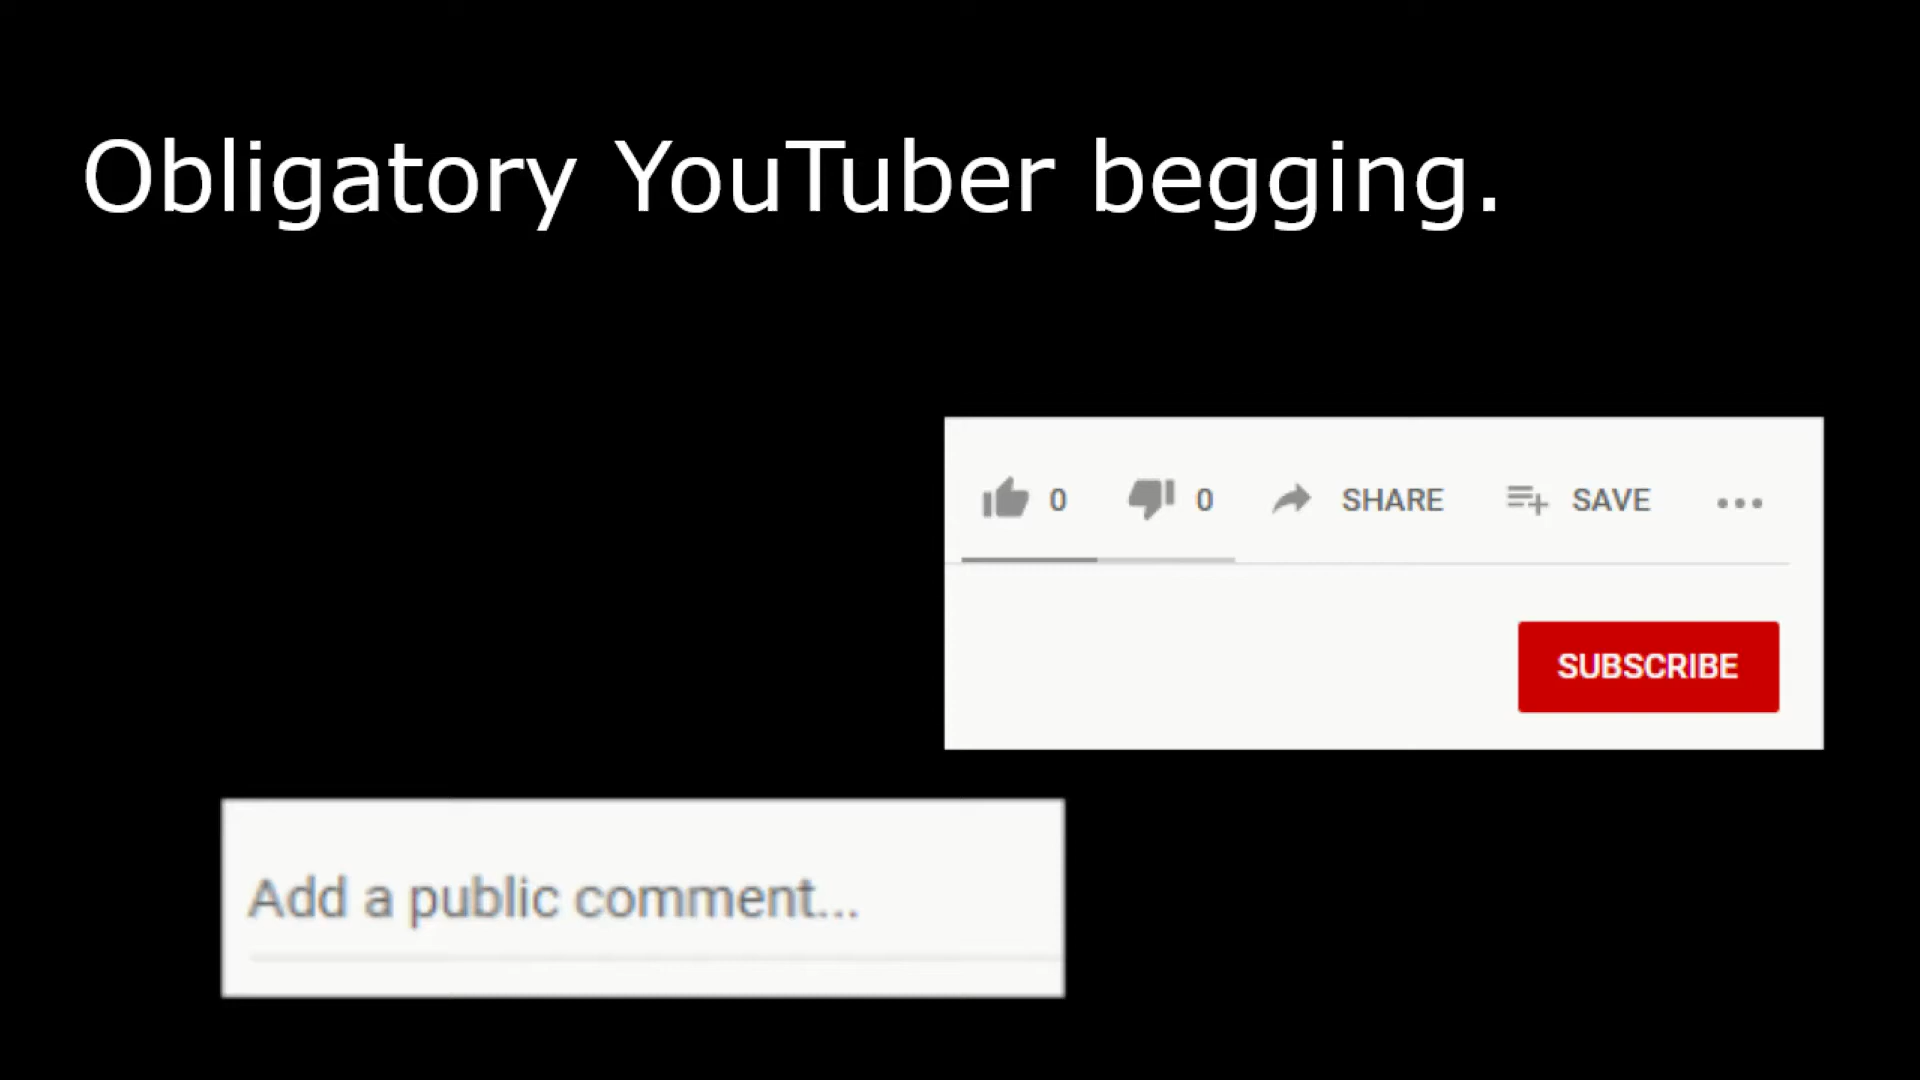 Obligatory YouTuber begging.
0 0 SHARE SAVE ...
SUBSCRIBE
Add a public comment...